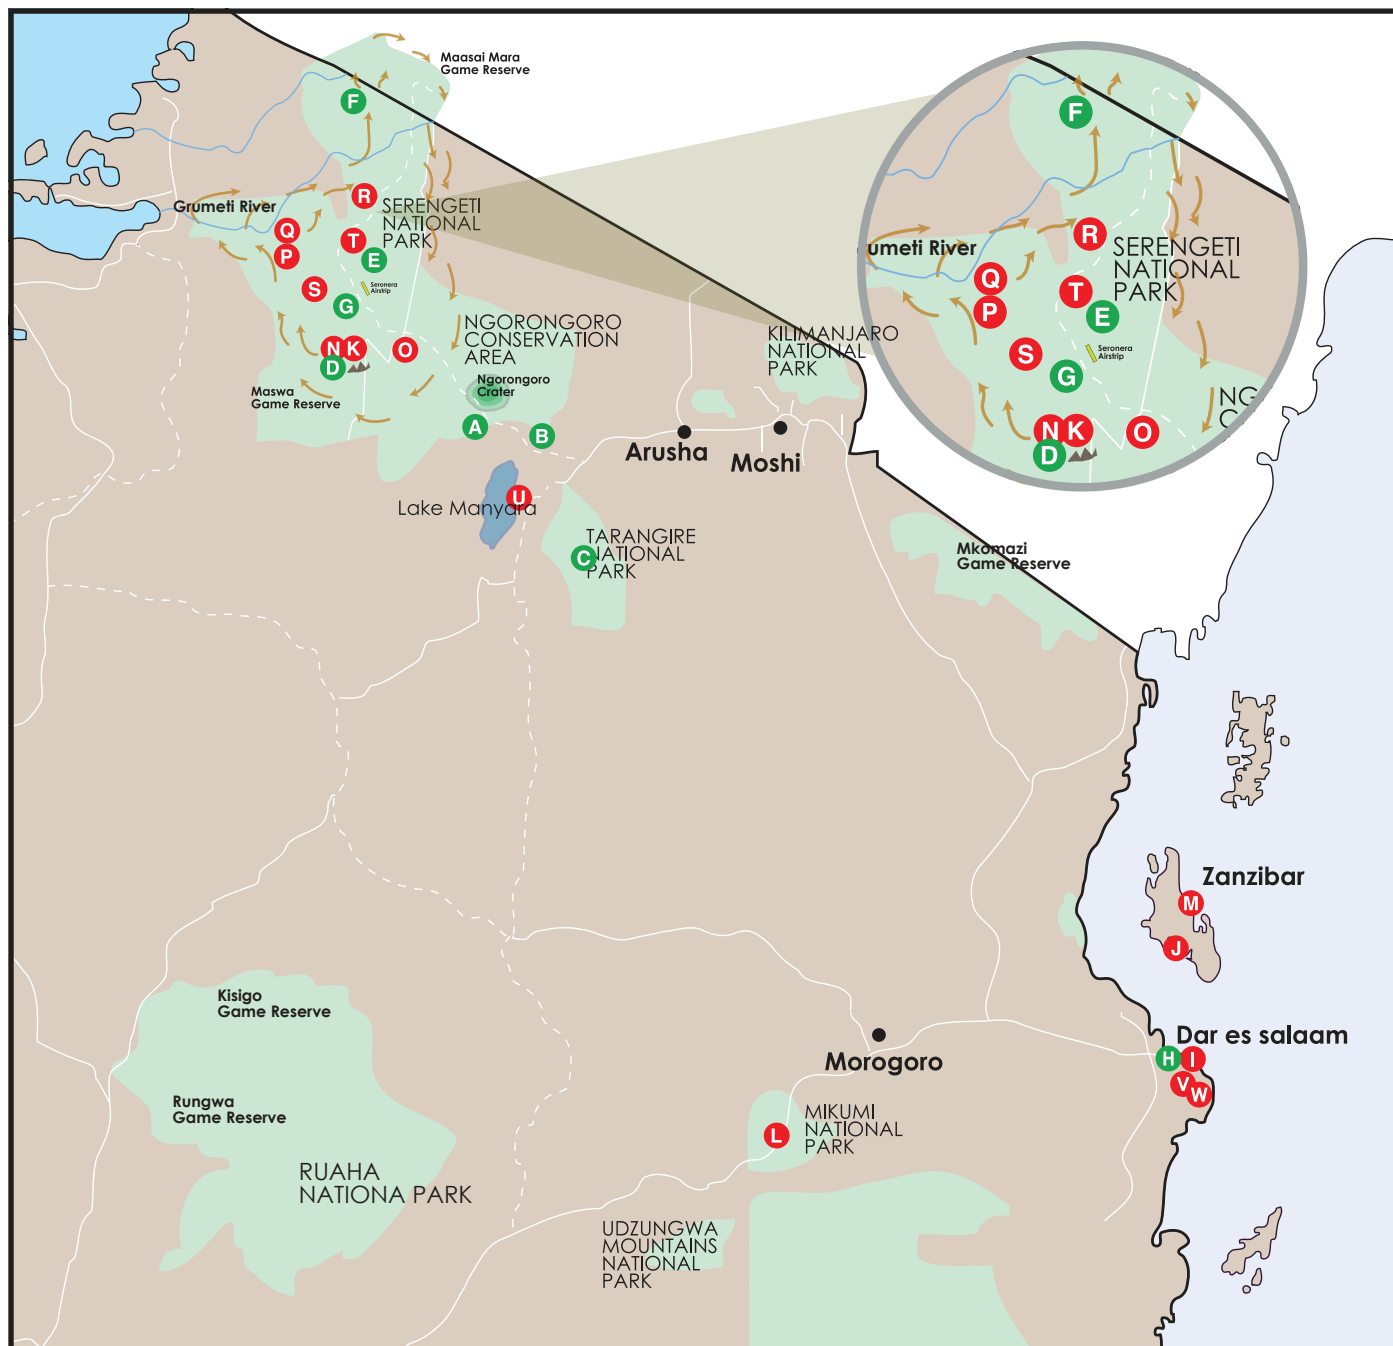 Maasai Mara
Game Reserve
F
R
Grumeti River
SERENGETI
NATIONAL
PARK
Q
T
P
E
S
Seronera
Airstrip
G
NGORONGORO
CONSERVATION
AREA
N
K
O
D
Maswa
Game Reserve
Ngorongoro
Crater
A
B
KILIMANJARO
NATIONAL
PARK
Arusha
Moshi
F
R
umeti River
SERENGETI
NATIONAL
PARK
Q
T
P
E
S
Seronera
Airstrip
G
NG
C
N
K
O
D
U
Lake Manyara
TARANGIRE
NATIONAL
PARK
C
Mkomazi
Game Reserve
Zanzibar
M
J
Kisigo
Game Reserve
Dar es salaam
H
I
V
W
Morogoro
Rungwa
Game Reserve
L
MIKUMI
NATIONAL
PARK
RUAHA
NATIONA PARK
UDZUNGWA
MOUNTAINS
NATIONAL
PARK